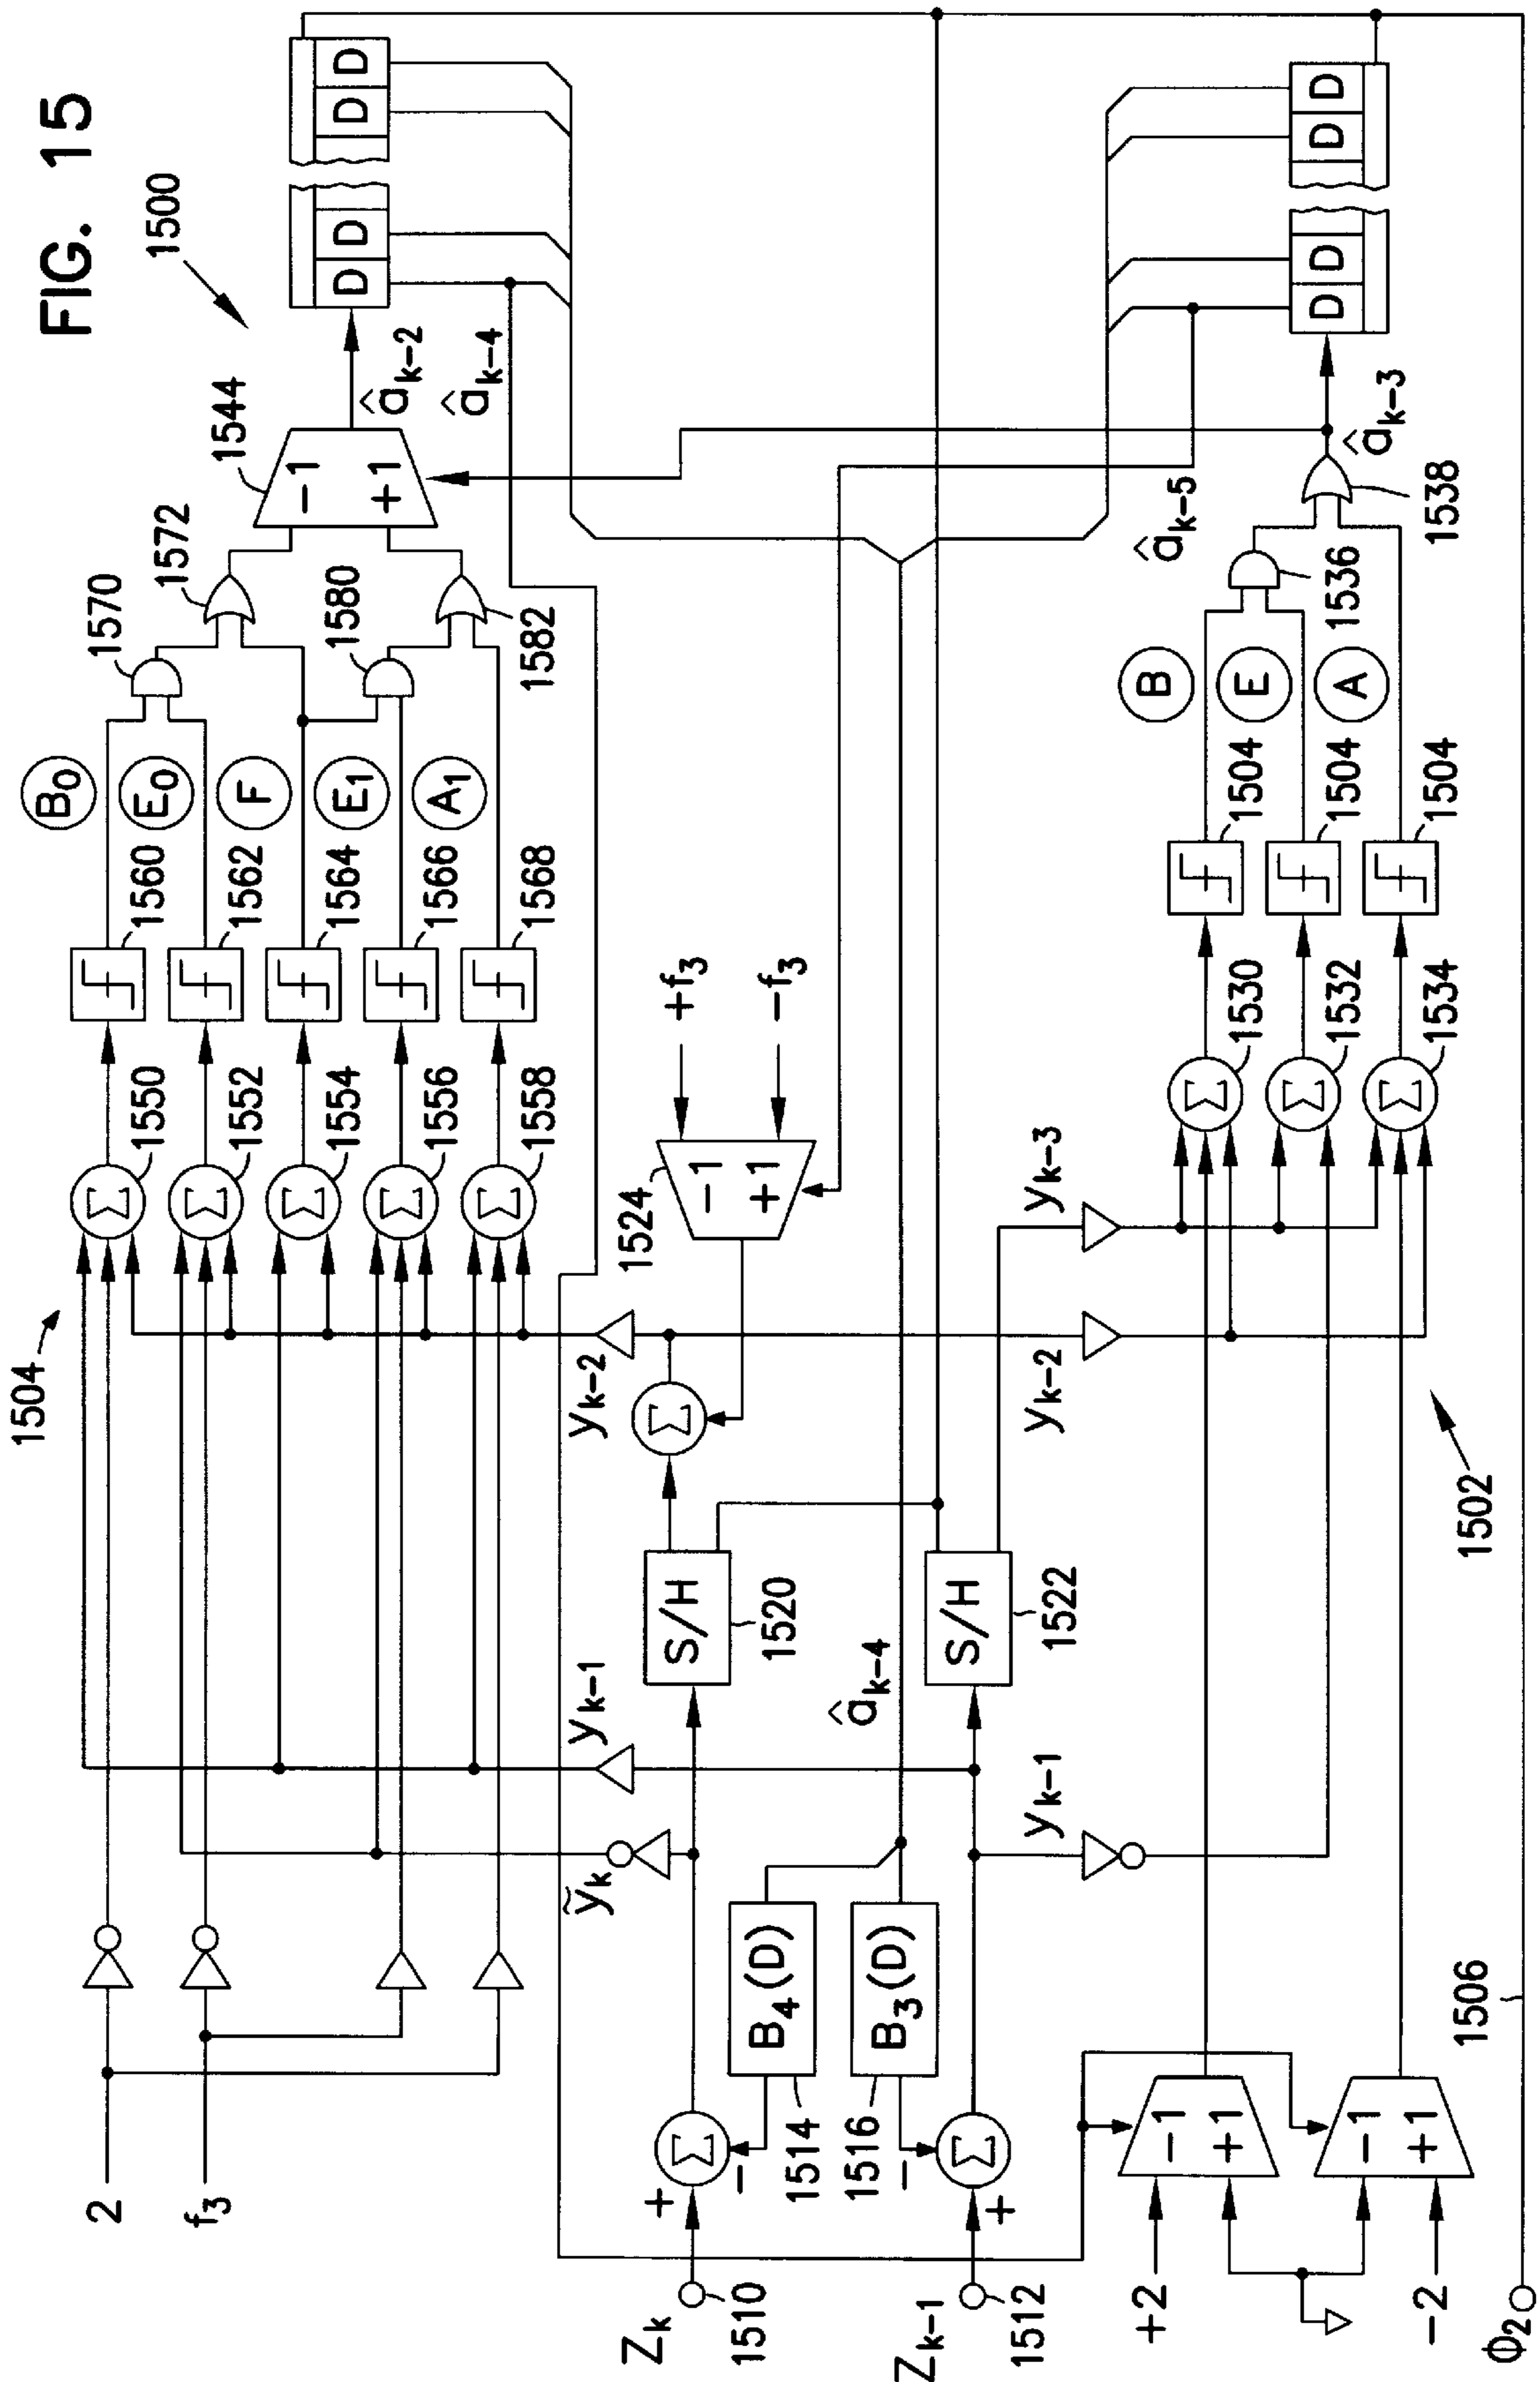 FIG. 15
1500
1504
2
f₃
1550
1552
1554
1556
1558
1560
1562
1564
1566
1568
B₀
E₀
F
E₁
A₁
1570
1572
1580
1582
1544
−1
+1
â_{k−2}
â_{k−4}
D D D D
Z_k
1510
+
−
Σ
B₄(D)
1514
ỹ_k
y_{k−1}
S/H
1520
y_{k−2}
Σ
1524
−1
+1
+f₃
−f₃
Z_{k−1}
1512
+
−
Σ
B₃(D)
1516
â_{k−4}
y_{k−1}
S/H
1522
y_{k−2}
y_{k−3}
â_{k−5}
+2
−1
+1
−1
+1
−2
1502
Σ
1530
Σ
1532
Σ
1534
1504
1504
1504
B
E
A
1536
1538
â_{k−3}
D D D D
Φ₂
1506
Σ
Σ
Σ
Σ
Σ